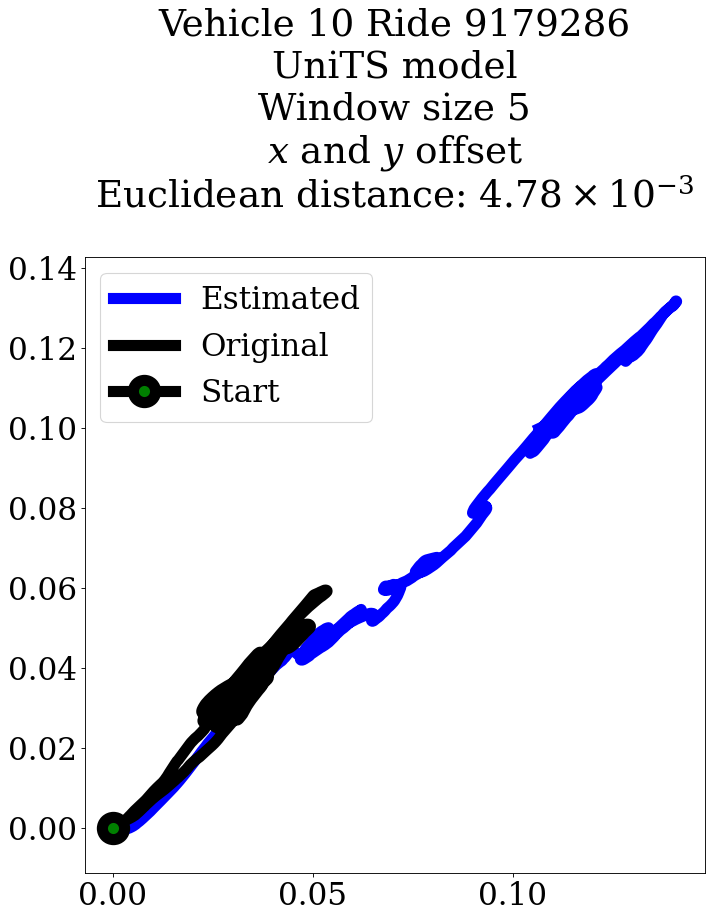 Vehicle 10 Ride 9179286
UniTS model
Window size 5
x and y offset
Euclidean distance: 4.78 × 10⁻³
0.14
0.12
0.10
0.08
0.06
0.04
0.02
0.00
Estimated
Original
Start
0.00 0.05 0.10